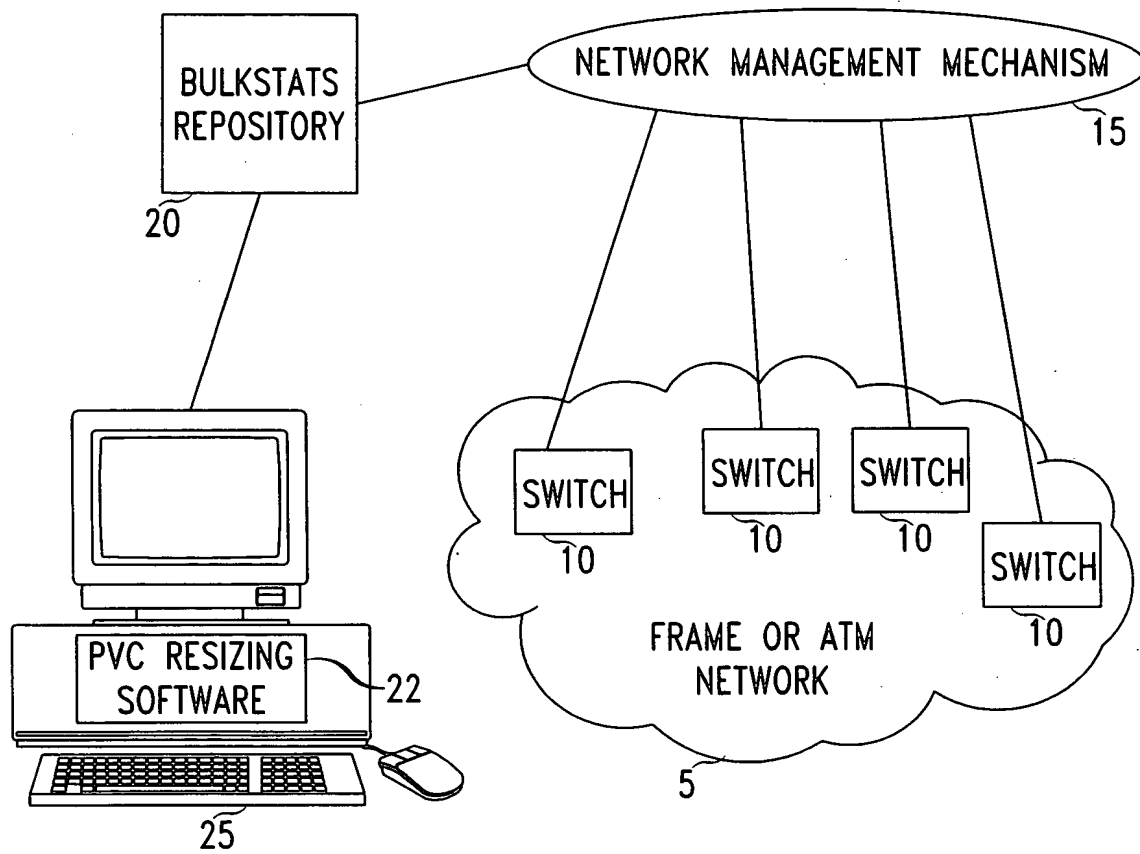 BULKSTATS
REPOSITORY
20
NETWORK MANAGEMENT MECHANISM
15
SWITCH
10
SWITCH
10
SWITCH
10
SWITCH
10
FRAME OR ATM
NETWORK
5
PVC RESIZING
SOFTWARE
22
25